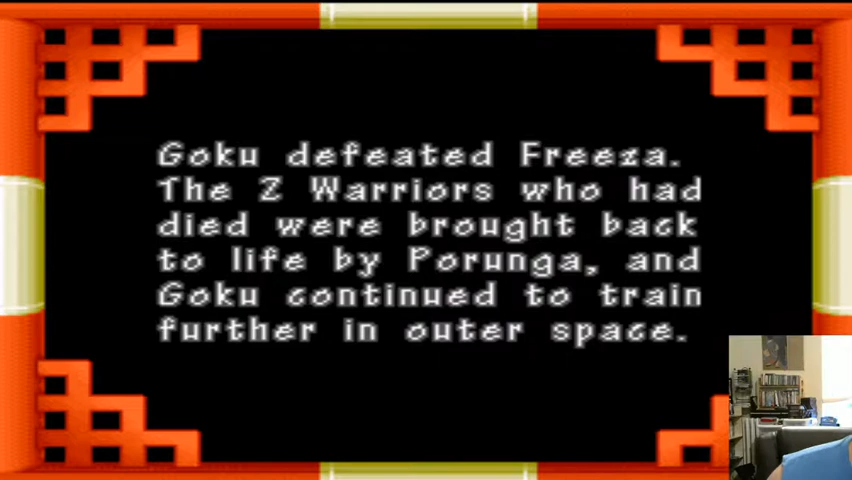 Goku defeated Freeza.
The Z Warriors who had
died were brought back
to life by Porunga, and
Goku continued to train
further in outer space.